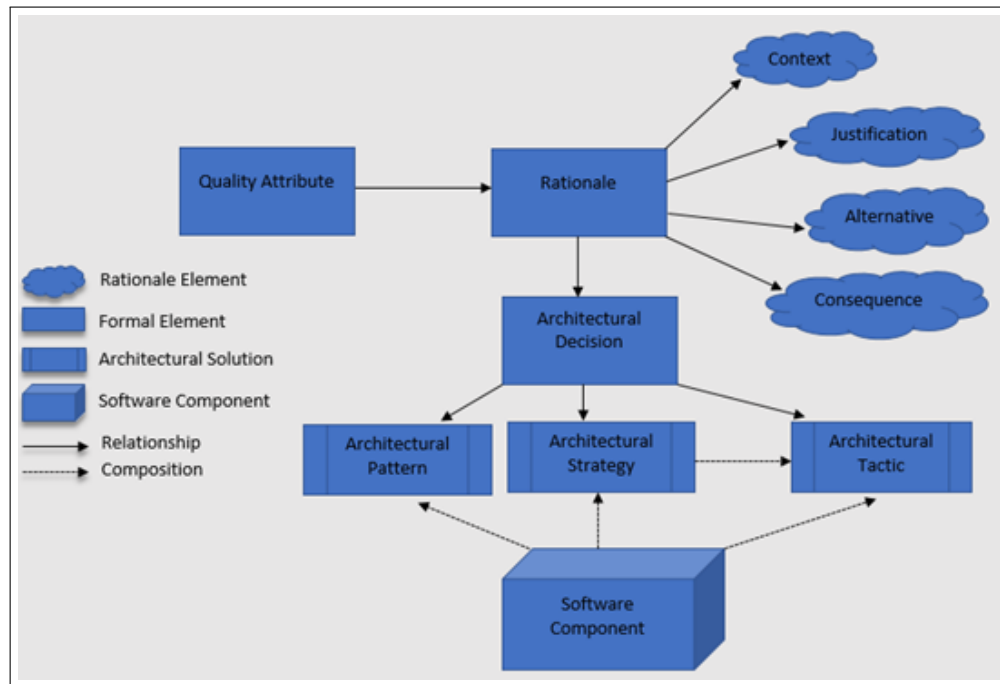 Context
Justification
Quality Attribute
Rationale
Alternative
Rationale Element
Consequence
Formal Element
Architectural
Decision
Architectural Solution
Software Component
Relationship
Composition
Architectural
Pattern
Architectural
Strategy
Architectural
Tactic
Software
Component